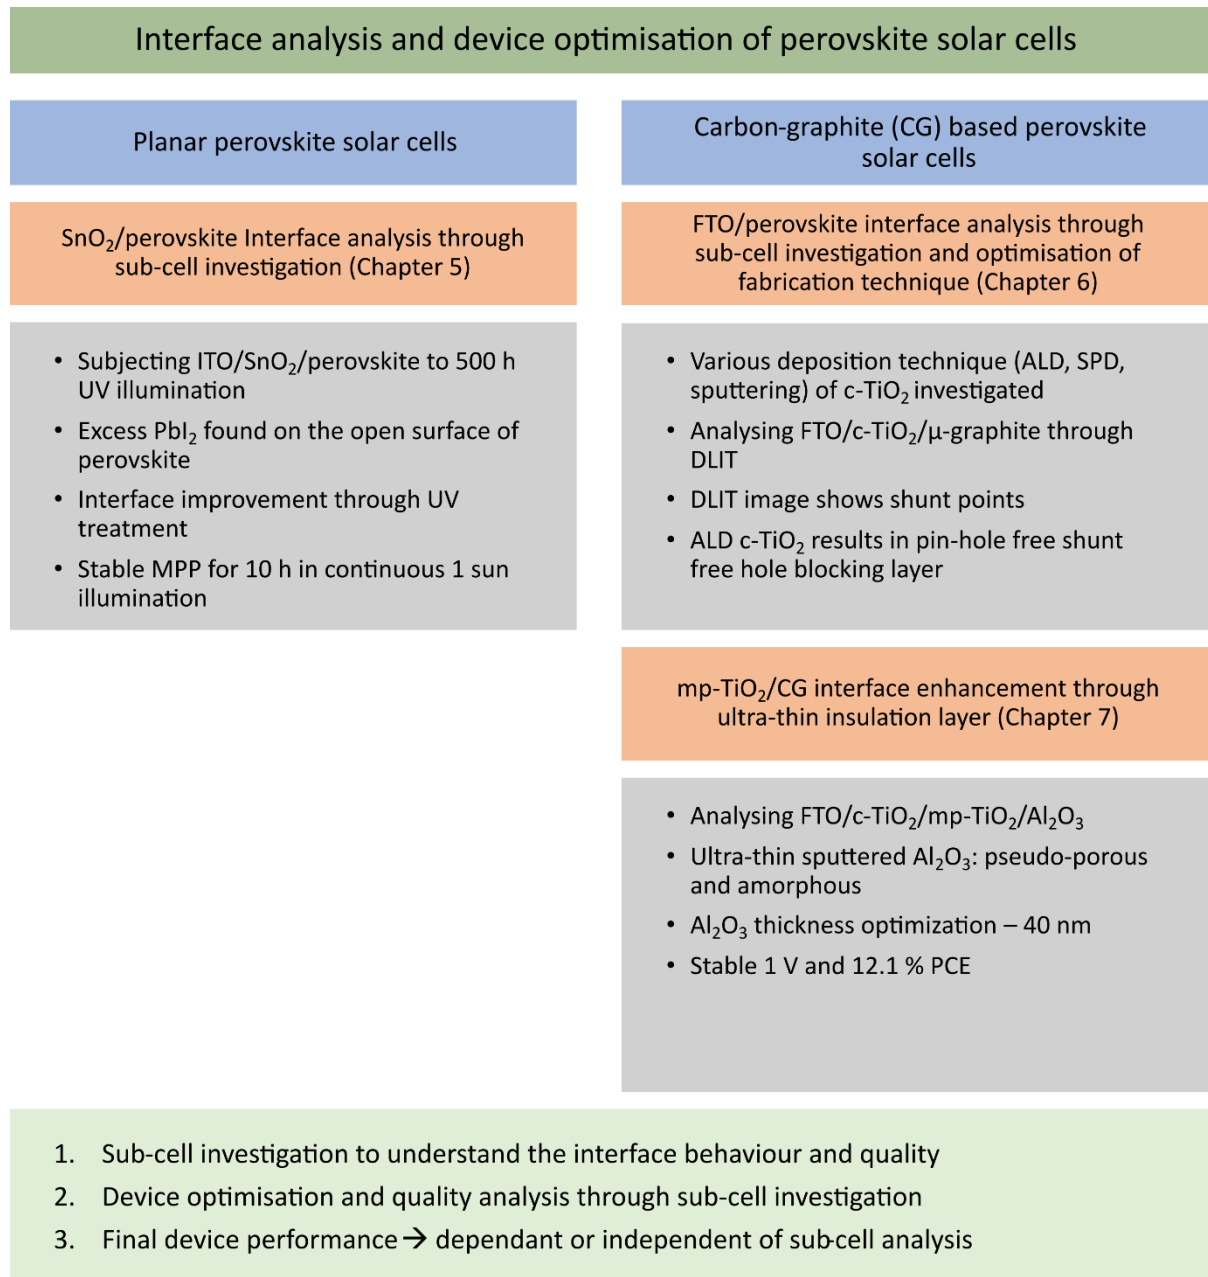 Interface analysis and device optimisation of perovskite solar cells
Planar perovskite solar cells
SnO₂/perovskite Interface analysis through
sub-cell investigation (Chapter 5)
• Subjecting ITO/SnO₂/perovskite to 500 h
UV illumination
• Excess PbI₂ found on the open surface of
perovskite
• Interface improvement through UV
treatment
• Stable MPP for 10 h in continuous 1 sun
illumination
Carbon-graphite (CG) based perovskite
solar cells
FTO/perovskite interface analysis through
sub-cell investigation and optimisation of
fabrication technique (Chapter 6)
• Various deposition technique (ALD, SPD,
sputtering) of c-TiO₂ investigated
• Analysing FTO/c-TiO₂/μ-graphite through
DLIT
• DLIT image shows shunt points
• ALD c-TiO₂ results in pin-hole free shunt
free hole blocking layer
mp-TiO₂/CG interface enhancement through
ultra-thin insulation layer (Chapter 7)
• Analysing FTO/c-TiO₂/mp-TiO₂/Al₂O₃
• Ultra-thin sputtered Al₂O₃: pseudo-porous
and amorphous
• Al₂O₃ thickness optimization – 40 nm
• Stable 1 V and 12.1 % PCE
1. Sub-cell investigation to understand the interface behaviour and quality
2. Device optimisation and quality analysis through sub-cell investigation
3. Final device performance → dependant or independent of sub-cell analysis